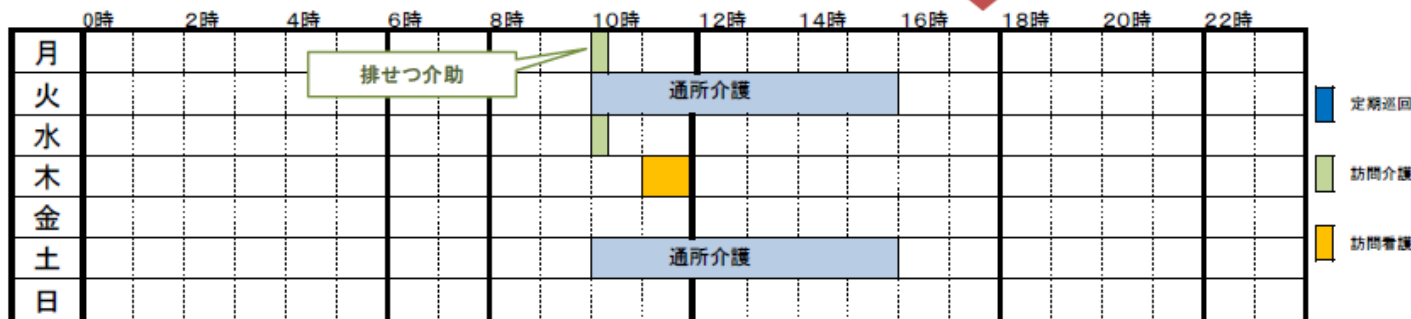 0時 2時 4時 6時 8時 10時 12時 14時 16時 18時 20時 22時
月
排せつ介助
火 通所介護
定期巡回
水
木
訪問介護
金
土 通所介護
訪問看護
日